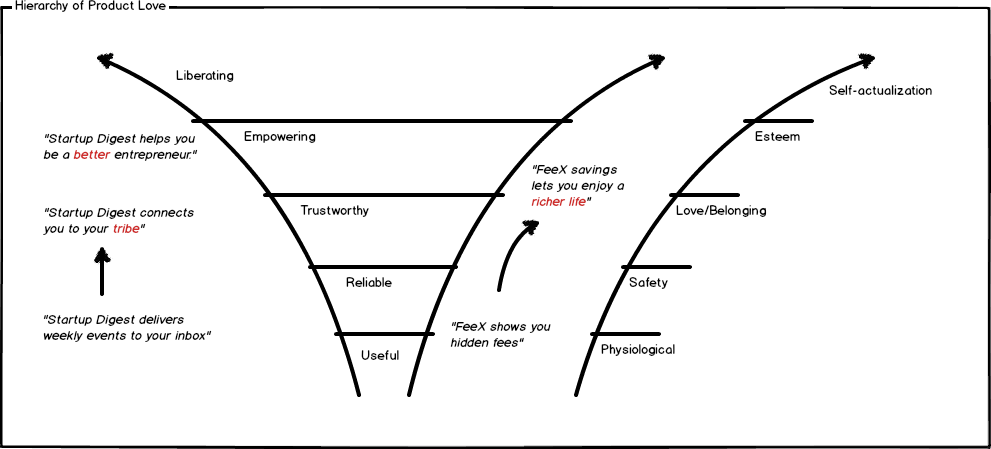 Hierarchy of Product Love
Liberating
Self-actualization
Empowering
Esteem
"Startup Digest helps you
be a better entrepreneur."
"FeeX savings
lets you enjoy a
richer life"
Trustworthy
Love/Belonging
"Startup Digest connects
you to your tribe"
Reliable
Safety
"Startup Digest delivers
weekly events to your inbox"
"FeeX shows you
hidden fees"
Useful
Physiological